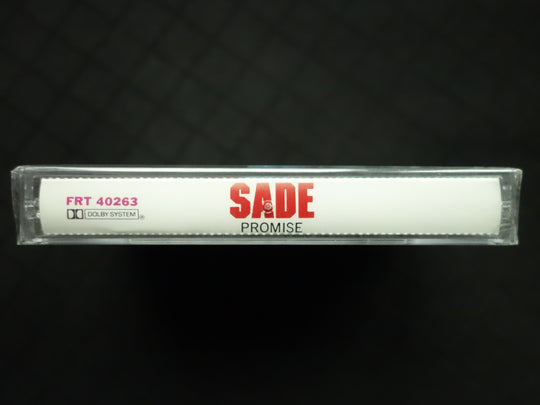 FRT 40263
DOLBY SYSTEM®
SADE
PROMISE